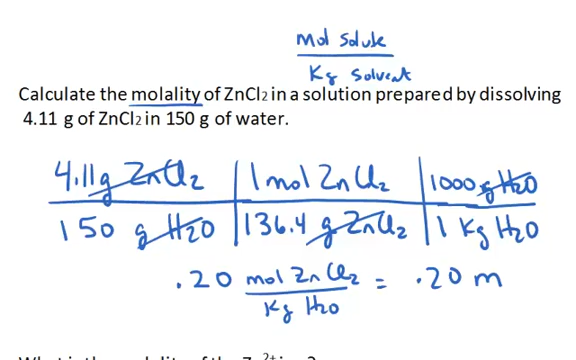 mol solute
Kg solvent
Calculate the molality of ZnCl2 in a solution prepared by dissolving
4.11 g of ZnCl2 in 150 g of water.
4.11g ZnCl2 | 1 mol ZnCl2 | 1000 g H2O
150 g H2O | 136.4 g ZnCl2 | 1 Kg H2O
.20 mol ZnCl2 = .20 m
Kg H2O